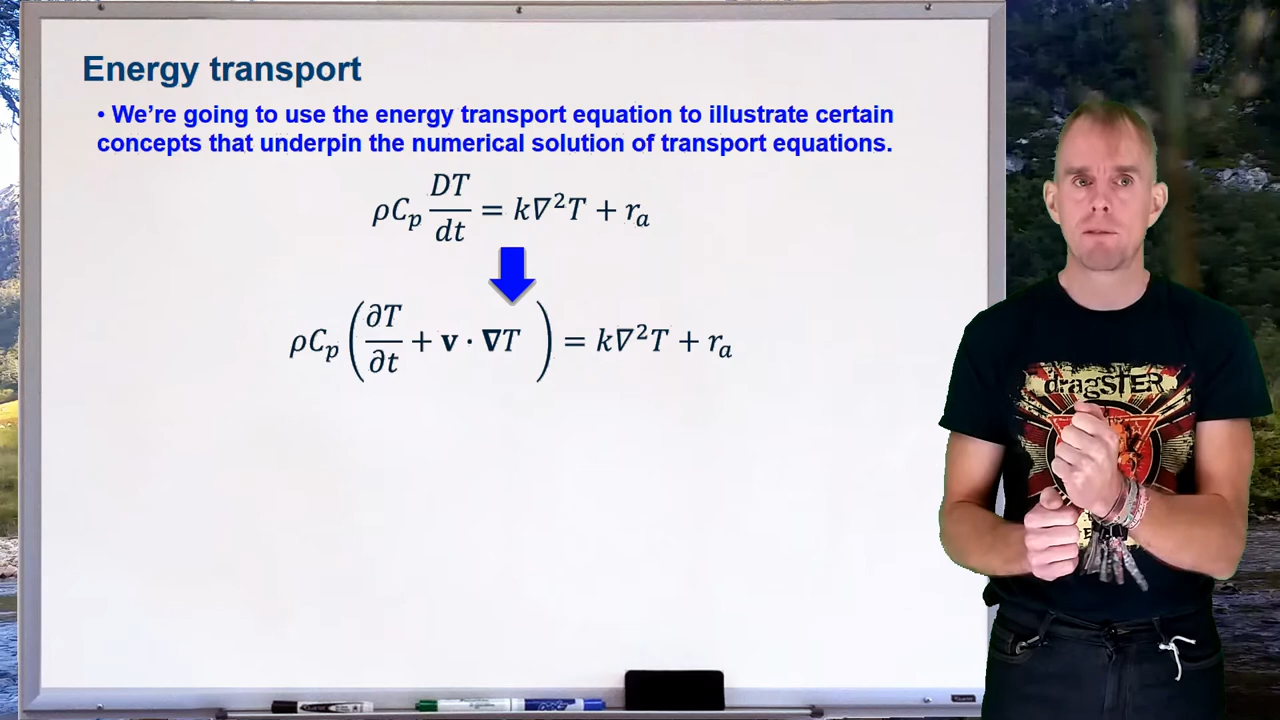 Energy transport
• We’re going to use the energy transport equation to illustrate certain
concepts that underpin the numerical solution of transport equations.
ρC_p DT/dt = k∇²T + r_a
ρC_p (∂T/∂t + v · ∇T) = k∇²T + r_a
dragSTER